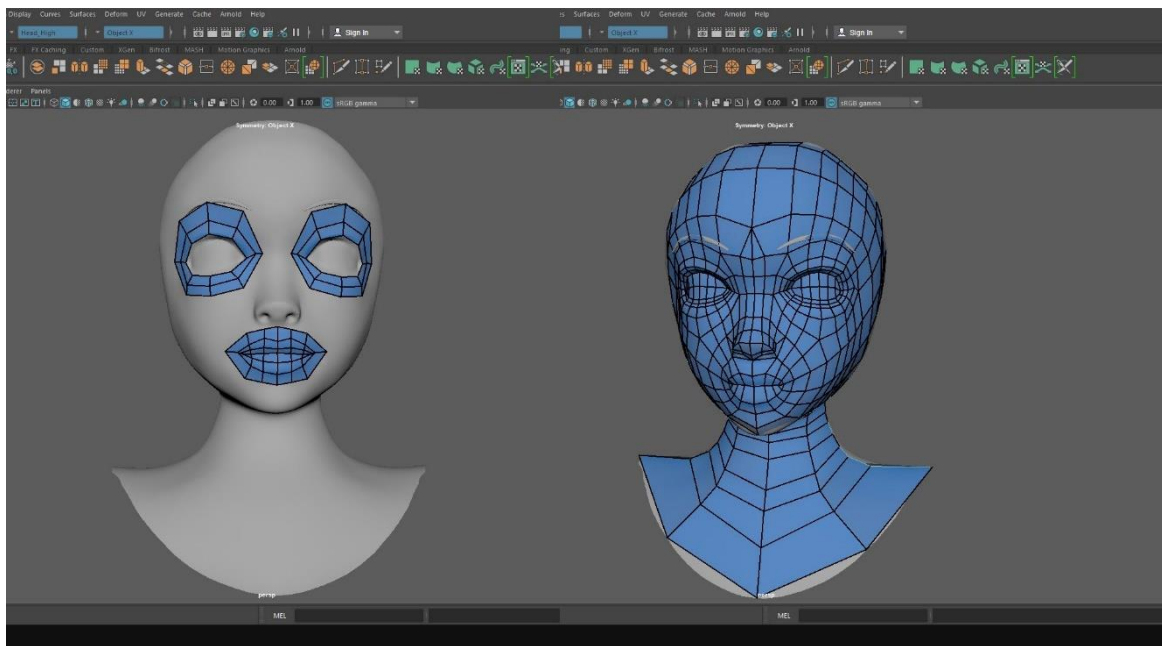 Display Curves Surfaces Deform UV Generate Cache Arnold Help
Head_High Object X Sign In
FX FX Caching Custom XGen Bifrost MASH Motion Graphics Arnold
Panels
0.00 1.00 sRGB gamma
Symmetry: Object X
persp
MEL
Surfaces Deform UV Generate Cache Arnold Help
Object X Sign In
Custom XGen Bifrost MASH Motion Graphics Arnold
0.00 1.00 sRGB gamma
Symmetry: Object X
persp
MEL